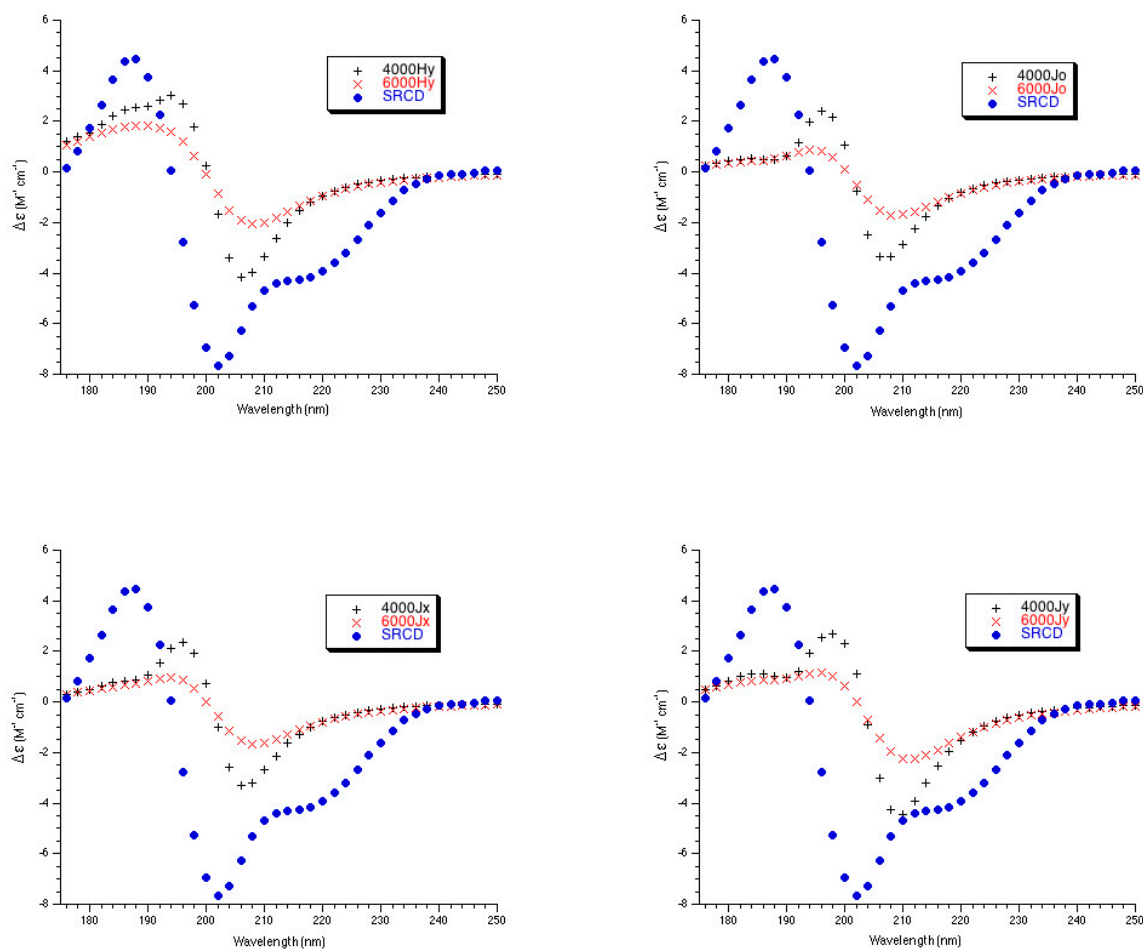 6
4
2
0
-2
-4
-6
-8
Δε (M⁻¹ cm⁻¹)
4000Hy
6000Hy
SRCD
180 190 200 210 220 230 240 250
Wavelength (nm)
6
4
2
0
-2
-4
-6
-8
Δε (M⁻¹ cm⁻¹)
4000Jo
6000Jo
SRCD
180 190 200 210 220 230 240 250
Wavelength (nm)
6
4
2
0
-2
-4
-6
-8
Δε (M⁻¹ cm⁻¹)
4000Jx
6000Jx
SRCD
180 190 200 210 220 230 240 250
Wavelength (nm)
6
4
2
0
-2
-4
-6
-8
Δε (M⁻¹ cm⁻¹)
4000Jy
6000Jy
SRCD
180 190 200 210 220 230 240 250
Wavelength (nm)